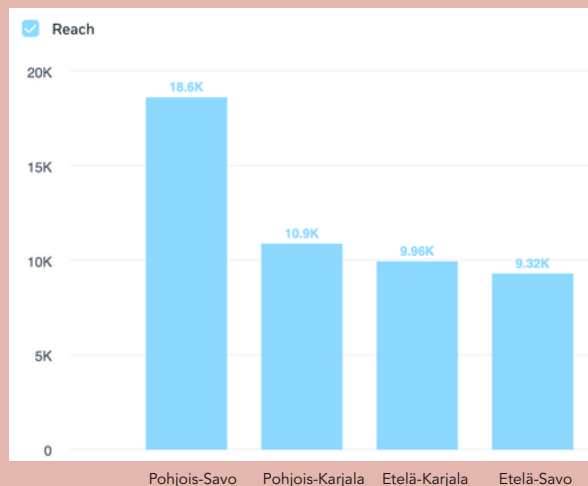 Reach
20K
18.6K
15K
10.9K
9.96K
10K
9.32K
5K
0
Pohjois-Savo Pohjois-Karjala Etelä-Karjala Etelä-Savo